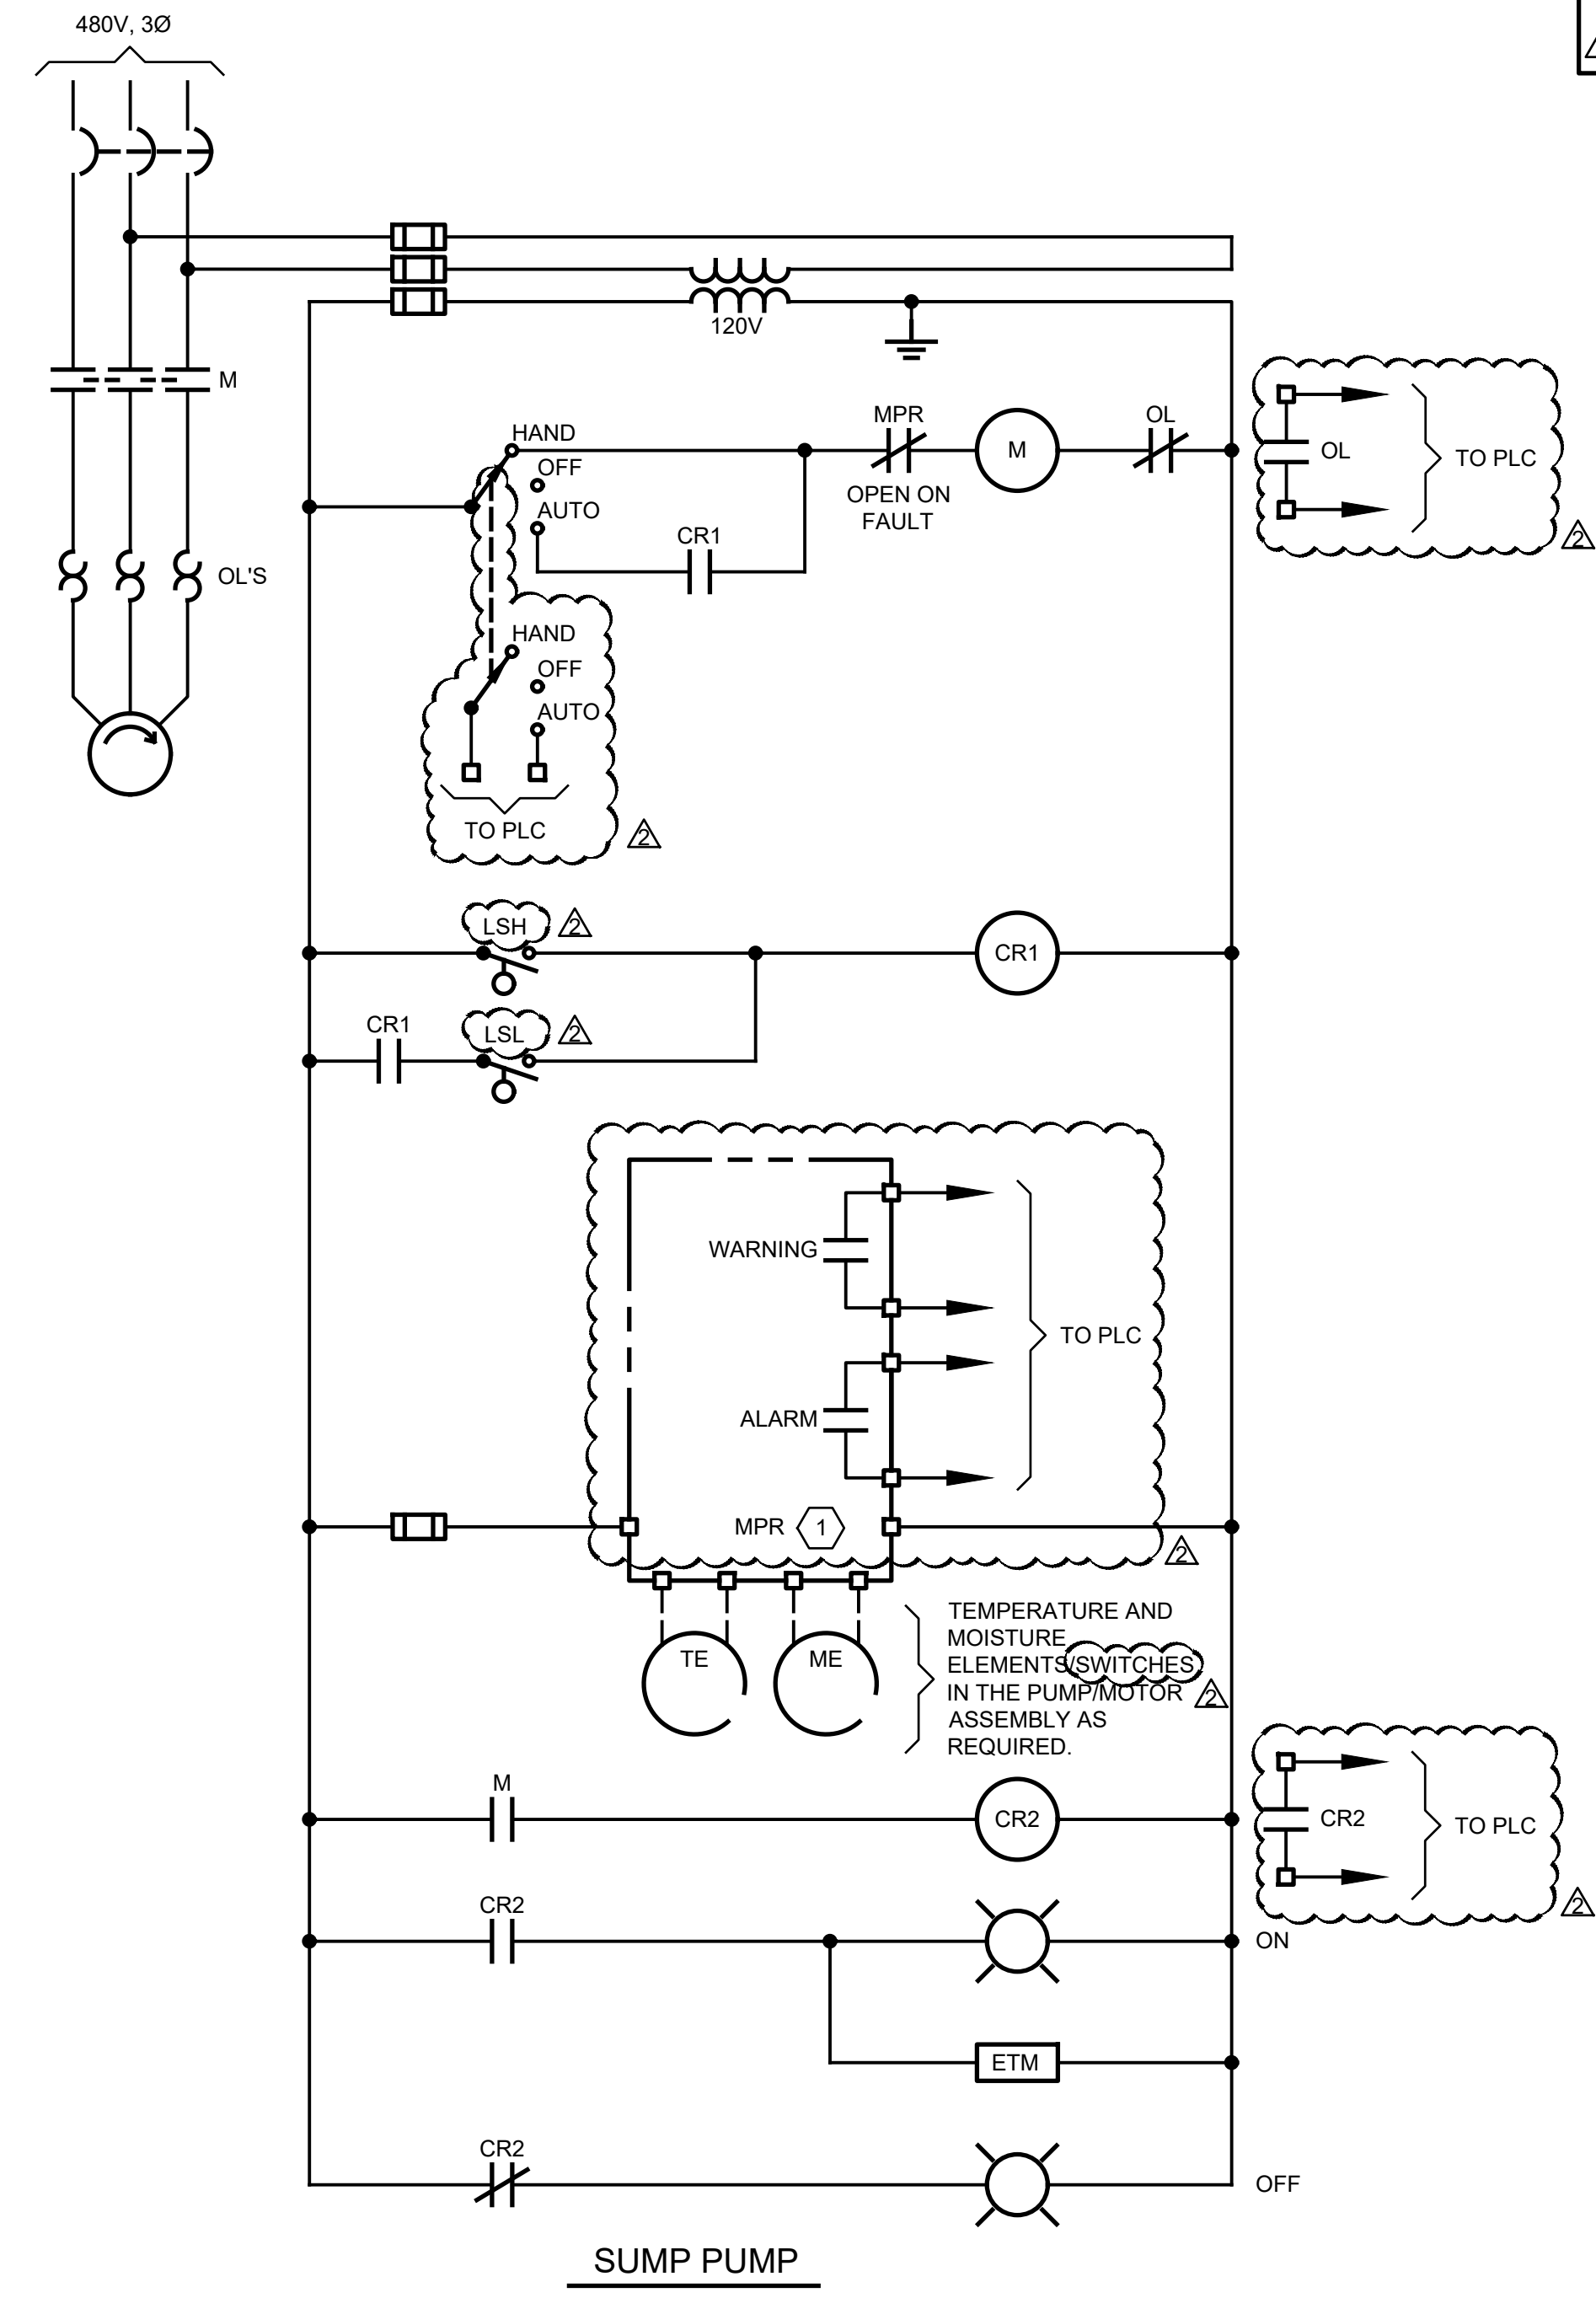 480V, 3Ø
120V
M
HAND
OFF
AUTO
CR1
MPR
OPEN ON
FAULT
M
OL
OL
TO PLC
2
OL'S
HAND
OFF
AUTO
TO PLC
2
LSH
2
CR1
CR1
LSL
2
WARNING
ALARM
TO PLC
MPR
1
2
TE
ME
TEMPERATURE AND
MOISTURE
ELEMENTS/SWITCHES
IN THE PUMP/MOTOR
ASSEMBLY AS
REQUIRED.
2
M
CR2
CR2
TO PLC
2
CR2
ON
ETM
CR2
OFF
SUMP PUMP